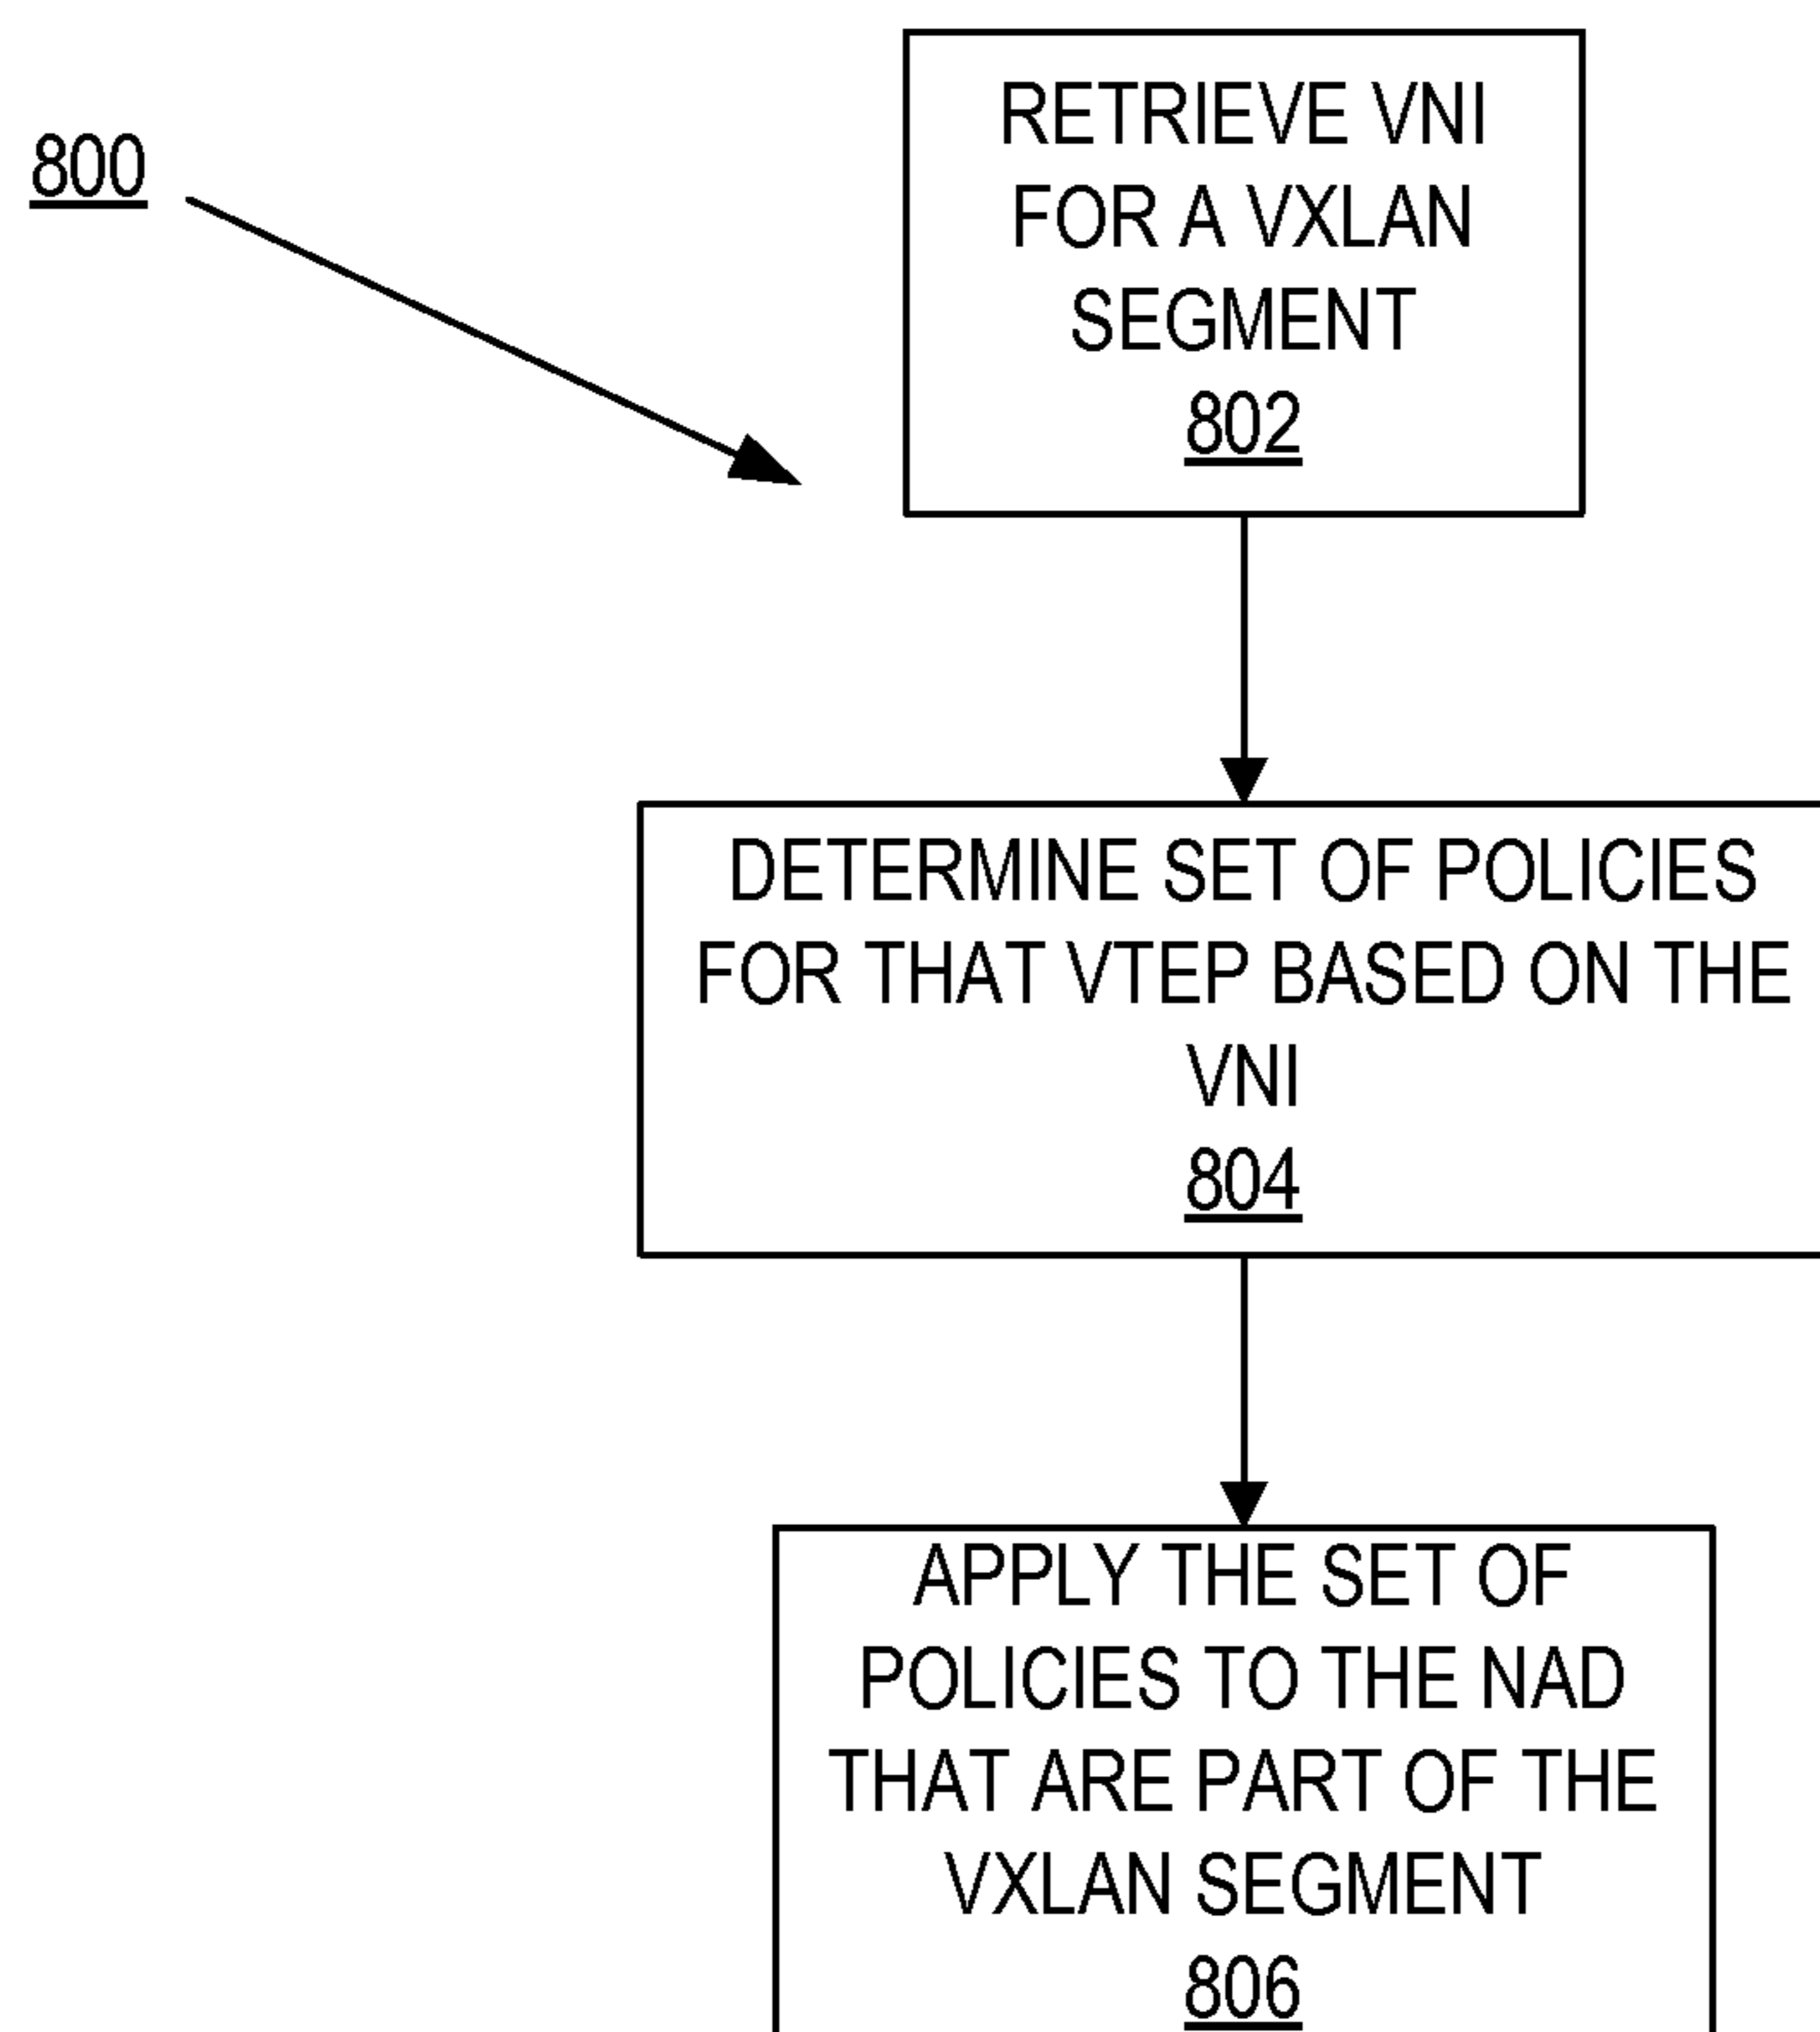 800
RETRIEVE VNI
FOR A VXLAN
SEGMENT
802
DETERMINE SET OF POLICIES
FOR THAT VTEP BASED ON THE
VNI
804
APPLY THE SET OF
POLICIES TO THE NAD
THAT ARE PART OF THE
VXLAN SEGMENT
806